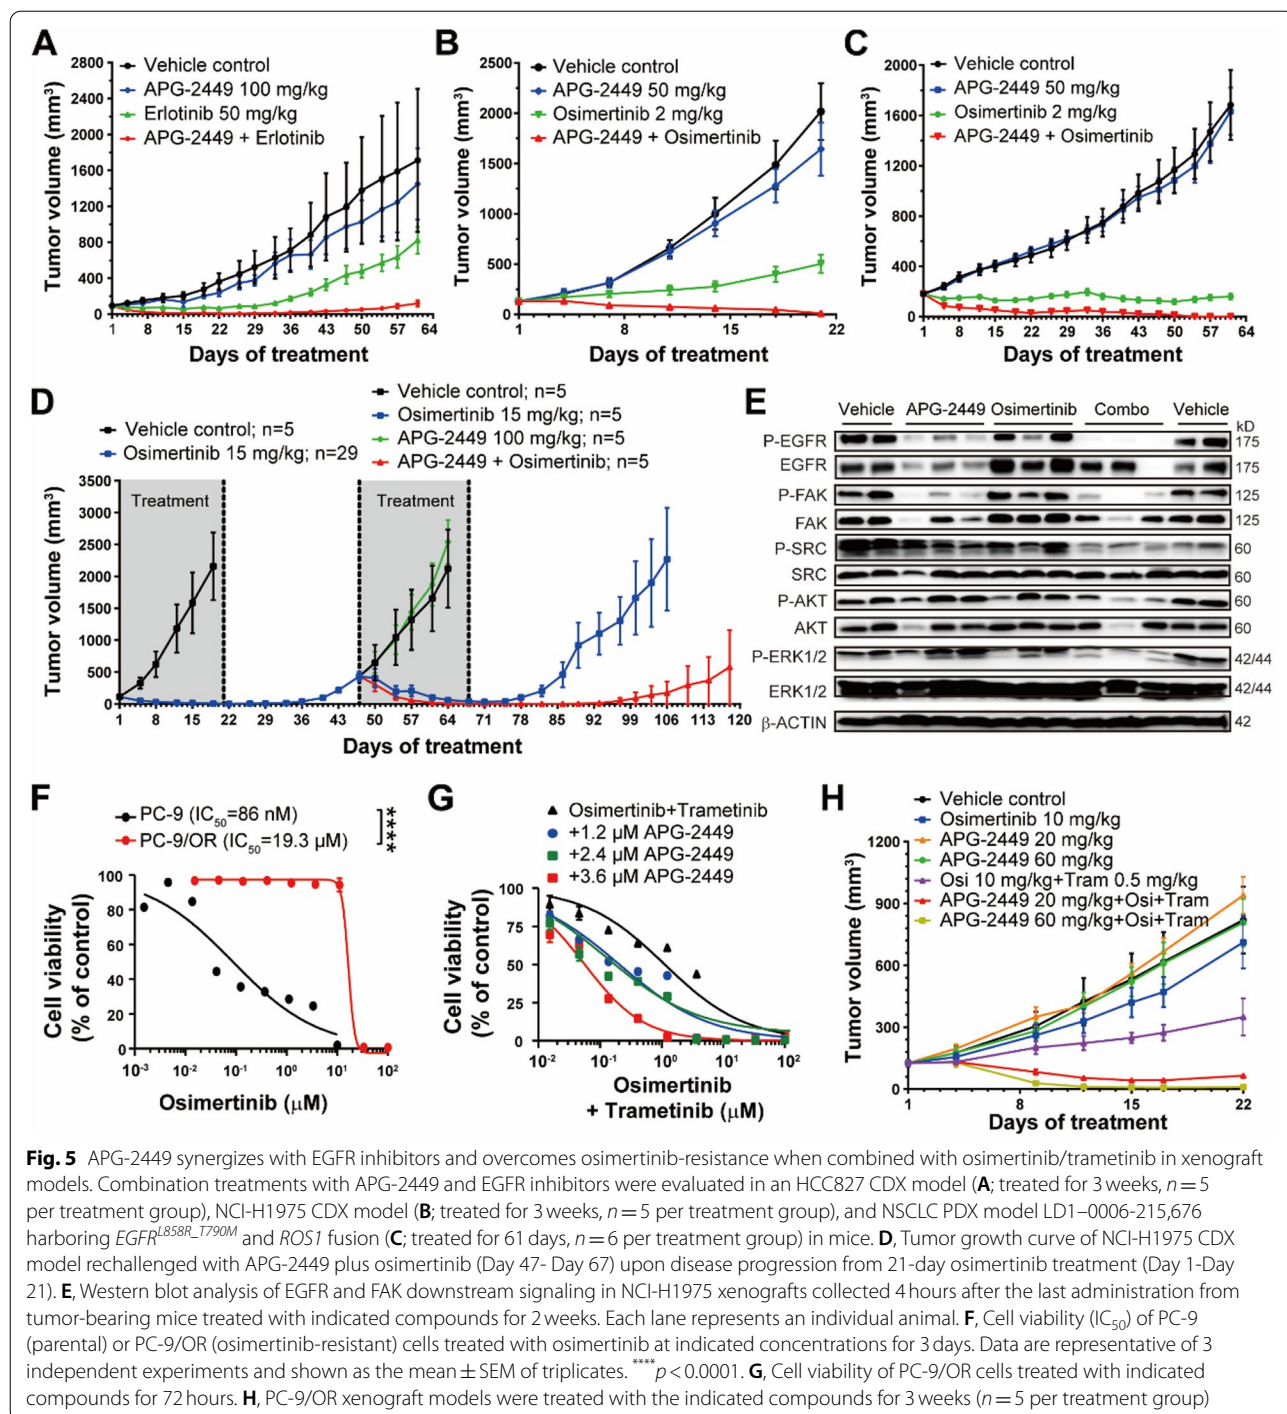 A
Vehicle control
APG-2449 100 mg/kg
Erlotinib 50 mg/kg
APG-2449 + Erlotinib
Tumor volume (mm³)
2800
2400
2000
1600
1200
800
400
0
1 8 15 22 29 36 43 50 57 64
Days of treatment
B
Vehicle control
APG-2449 50 mg/kg
Osimertinib 2 mg/kg
APG-2449 + Osimertinib
Tumor volume (mm³)
2500
2000
1500
1000
500
0
1 8 15 22
Days of treatment
C
Vehicle control
APG-2449 50 mg/kg
Osimertinib 2 mg/kg
APG-2449 + Osimertinib
Tumor volume (mm³)
2000
1600
1200
800
400
0
1 8 15 22 29 36 43 50 57 64
Days of treatment
D
Vehicle control; n=5
Osimertinib 15 mg/kg; n=29
Vehicle control; n=5
Osimertinib 15 mg/kg; n=5
APG-2449 100 mg/kg; n=5
APG-2449 + Osimertinib; n=5
Treatment
Treatment
Tumor volume (mm³)
3500
3000
2500
2000
1500
1000
500
0
1 8 15 22 29 36 43 50 57 64 71 78 85 92 99 106 113 120
Days of treatment
E
Vehicle APG-2449 Osimertinib Combo Vehicle
kD
P-EGFR 175
EGFR 175
P-FAK 125
FAK 125
P-SRC 60
SRC 60
P-AKT 60
AKT 60
P-ERK1/2 42/44
ERK1/2 42/44
β-ACTIN 42
F
PC-9 (IC₅₀=86 nM)
PC-9/OR (IC₅₀=19.3 μM)
****
Cell viability
(% of control)
100
80
60
40
20
0
10⁻³ 10⁻² 10⁻¹ 10⁰ 10¹ 10²
Osimertinib (μM)
G
Osimertinib+Trametinib
+1.2 μM APG-2449
+2.4 μM APG-2449
+3.6 μM APG-2449
Cell viability
(% of control)
100
75
50
25
0
10⁻² 10⁻¹ 10⁰ 10¹ 10²
Osimertinib
+ Trametinib (μM)
H
Vehicle control
Osimertinib 10 mg/kg
APG-2449 20 mg/kg
APG-2449 60 mg/kg
Osi 10 mg/kg+Tram 0.5 mg/kg
APG-2449 20 mg/kg+Osi+Tram
APG-2449 60 mg/kg+Osi+Tram
Tumor volume (mm³)
1200
900
600
300
0
1 8 15 22
Days of treatment
Fig. 5 APG-2449 synergizes with EGFR inhibitors and overcomes osimertinib-resistance when combined with osimertinib/trametinib in xenograft
models. Combination treatments with APG-2449 and EGFR inhibitors were evaluated in an HCC827 CDX model (A; treated for 3 weeks, n = 5
per treatment group), NCI-H1975 CDX model (B; treated for 3 weeks, n = 5 per treatment group), and NSCLC PDX model LD1–0006-215,676
harboring EGFR^L858R_T790M and ROS1 fusion (C; treated for 61 days, n = 6 per treatment group) in mice. D, Tumor growth curve of NCI-H1975 CDX
model rechallenged with APG-2449 plus osimertinib (Day 47- Day 67) upon disease progression from 21-day osimertinib treatment (Day 1-Day
21). E, Western blot analysis of EGFR and FAK downstream signaling in NCI-H1975 xenografts collected 4 hours after the last administration from
tumor-bearing mice treated with indicated compounds for 2 weeks. Each lane represents an individual animal. F, Cell viability (IC₅₀) of PC-9
(parental) or PC-9/OR (osimertinib-resistant) cells treated with osimertinib at indicated concentrations for 3 days. Data are representative of 3
independent experiments and shown as the mean ± SEM of triplicates. ****p < 0.0001. G, Cell viability of PC-9/OR cells treated with indicated
compounds for 72 hours. H, PC-9/OR xenograft models were treated with the indicated compounds for 3 weeks (n = 5 per treatment group)